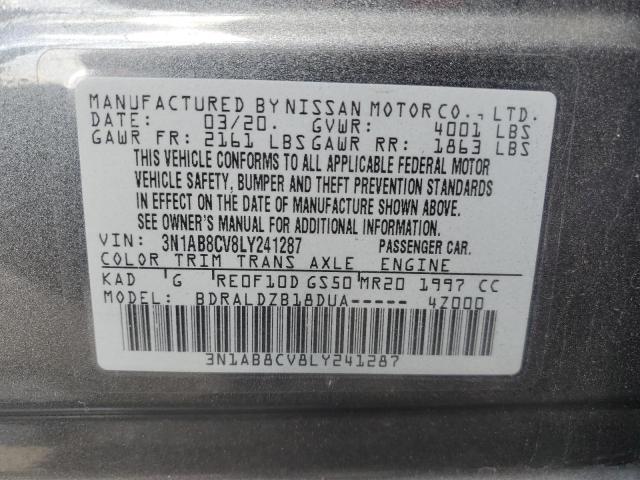 MANUFACTURED BY NISSAN MOTOR CO., LTD.
DATE: 03/20. GVWR: 4001 LBS
GAWR FR: 2161 LBS GAWR RR: 1863 LBS
THIS VEHICLE CONFORMS TO ALL APPLICABLE FEDERAL MOTOR
VEHICLE SAFETY, BUMPER AND THEFT PREVENTION STANDARDS
IN EFFECT ON THE DATE OF MANUFACTURE SHOWN ABOVE.
SEE OWNER'S MANUAL FOR ADDITIONAL INFORMATION.
VIN: 3N1AB8CV8LY241287 PASSENGER CAR.
COLOR TRIM TRANS AXLE ENGINE
KAD G RE0F10D GS50 MR20 1997 CC
MODEL: BDRALDZB18DUA----- 4Z000
3N1AB8CV8LY241287